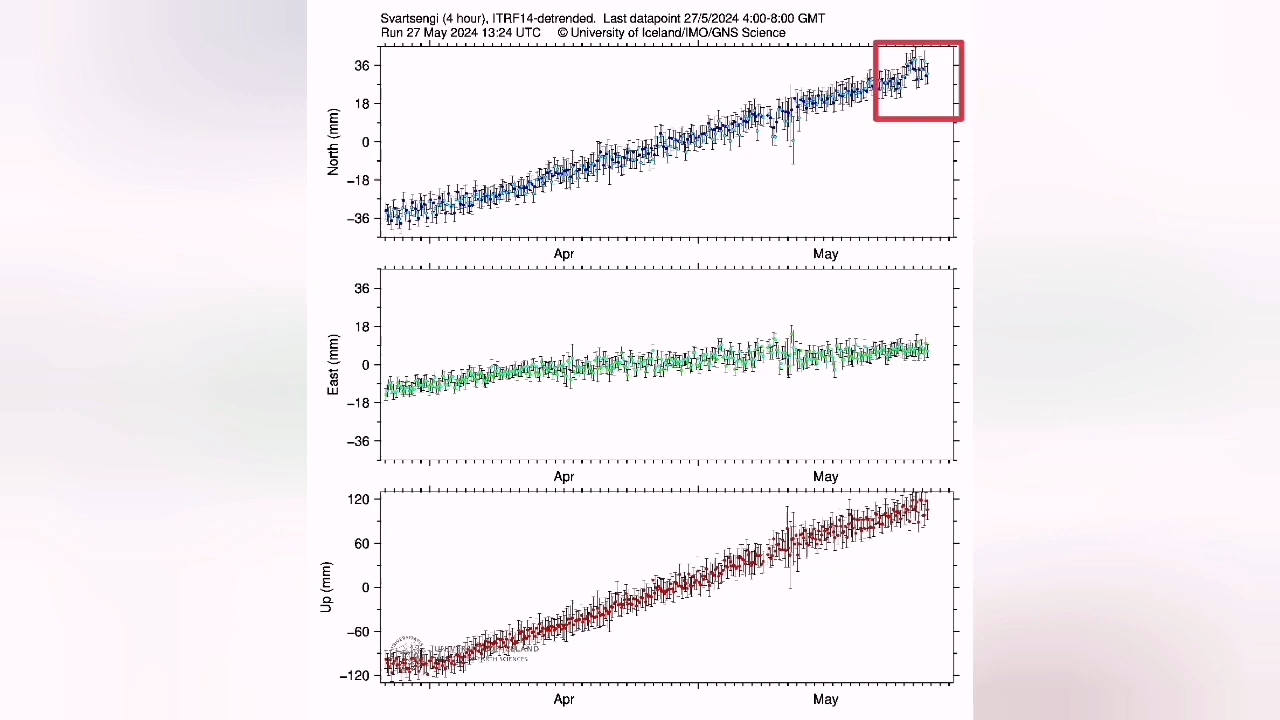 Svartsengi (4 hour), ITRF14-detrended. Last datapoint 27/5/2024 4:00-8:00 GMT
Run 27 May 2024 13:24 UTC © University of Iceland/IMO/GNS Science
36
18
0
−18
−36
North (mm)
Apr May
36
18
0
−18
−36
East (mm)
Apr May
120
60
0
−60
−120
Up (mm)
Apr May